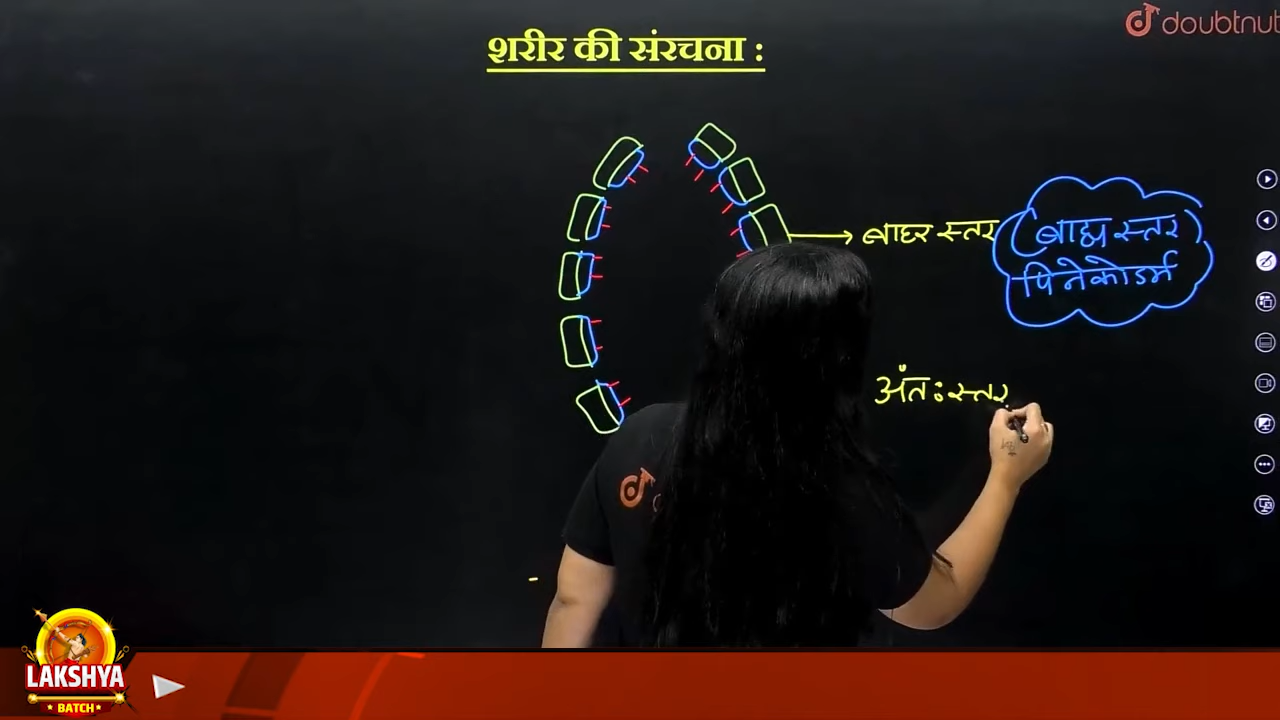 doubtnut
शरीर की संरचना :
बाहर स्तर (बाह्य स्तर)
पिनेकोडर्म
अंतः स्तर
LAKSHYA
BATCH